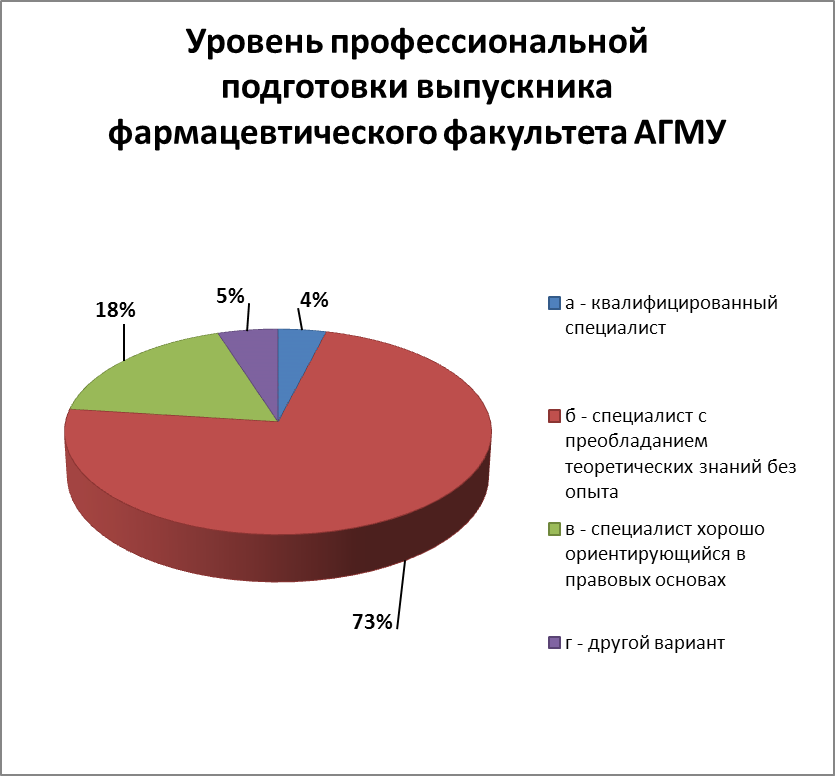 Уровень профессиональной
подготовки выпускника
фармацевтического факультета АГМУ
18%
5%
4%
73%
а - квалифицированный
специалист
б - специалист с
преобладанием
теоретических знаний без
опыта
в - специалист хорошо
ориентирующийся в
правовых основах
г - другой вариант